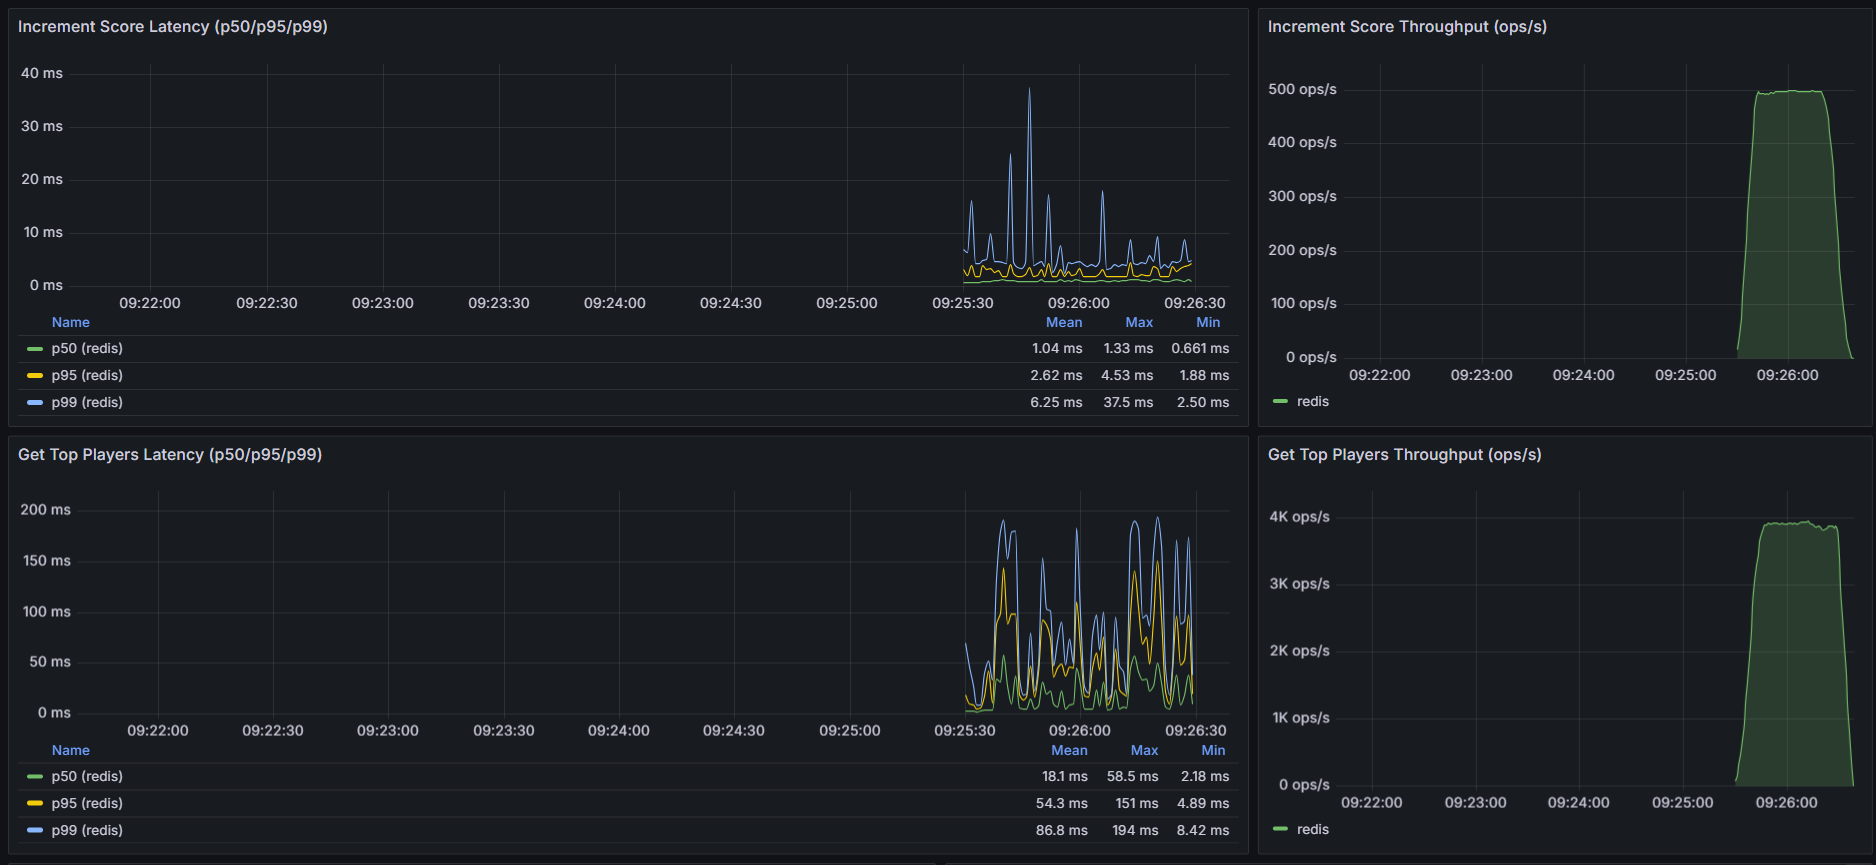 Increment Score Latency (p50/p95/p99)
40 ms
30 ms
20 ms
10 ms
0 ms
09:22:00 09:22:30 09:23:00 09:23:30 09:24:00 09:24:30 09:25:00 09:25:30 09:26:00 09:26:30
Name Mean Max Min
p50 (redis) 1.04 ms 1.33 ms 0.661 ms
p95 (redis) 2.62 ms 4.53 ms 1.88 ms
p99 (redis) 6.25 ms 37.5 ms 2.50 ms
Increment Score Throughput (ops/s)
500 ops/s
400 ops/s
300 ops/s
200 ops/s
100 ops/s
0 ops/s
09:22:00 09:23:00 09:24:00 09:25:00 09:26:00
redis
Get Top Players Latency (p50/p95/p99)
200 ms
150 ms
100 ms
50 ms
0 ms
09:22:00 09:22:30 09:23:00 09:23:30 09:24:00 09:24:30 09:25:00 09:25:30 09:26:00 09:26:30
Name Mean Max Min
p50 (redis) 18.1 ms 58.5 ms 2.18 ms
p95 (redis) 54.3 ms 151 ms 4.89 ms
p99 (redis) 86.8 ms 194 ms 8.42 ms
Get Top Players Throughput (ops/s)
4K ops/s
3K ops/s
2K ops/s
1K ops/s
0 ops/s
09:22:00 09:23:00 09:24:00 09:25:00 09:26:00
redis